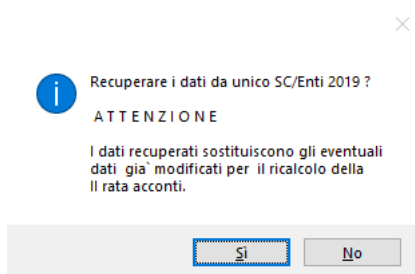 Recuperare i dati da unico SC/Enti 2019 ?
A T T E N Z I O N E
I dati recuperati sostituiscono gli eventuali
dati già` modificati per il ricalcolo della
II rata acconti.
Sì
No